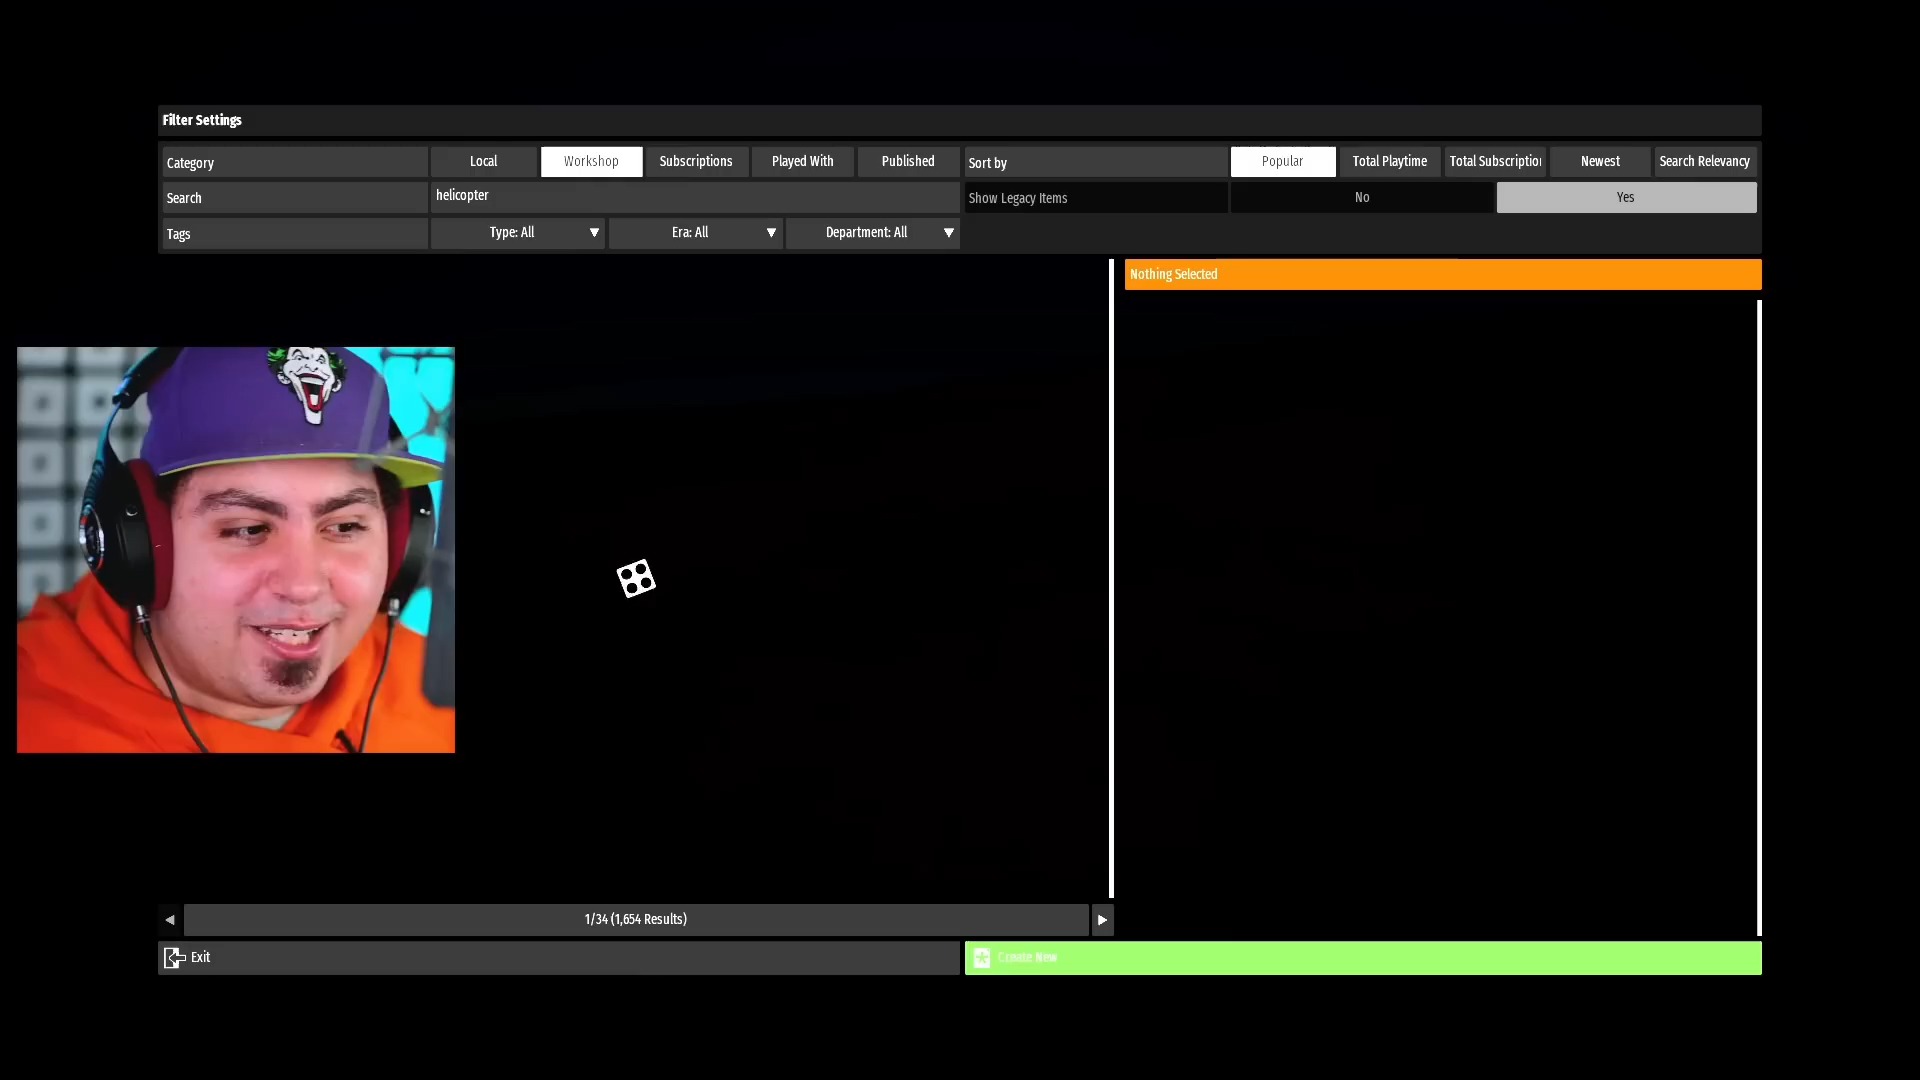 Filter Settings
Category Local Workshop Subscriptions Played With Published Sort by Popular Total Playtime Total Subscription Newest Search Relevancy
Search helicopter Show Legacy Items No Yes
Tags Type: All Era: All Department: All
Nothing Selected
1/34 (1,654 Results)
Exit Create New